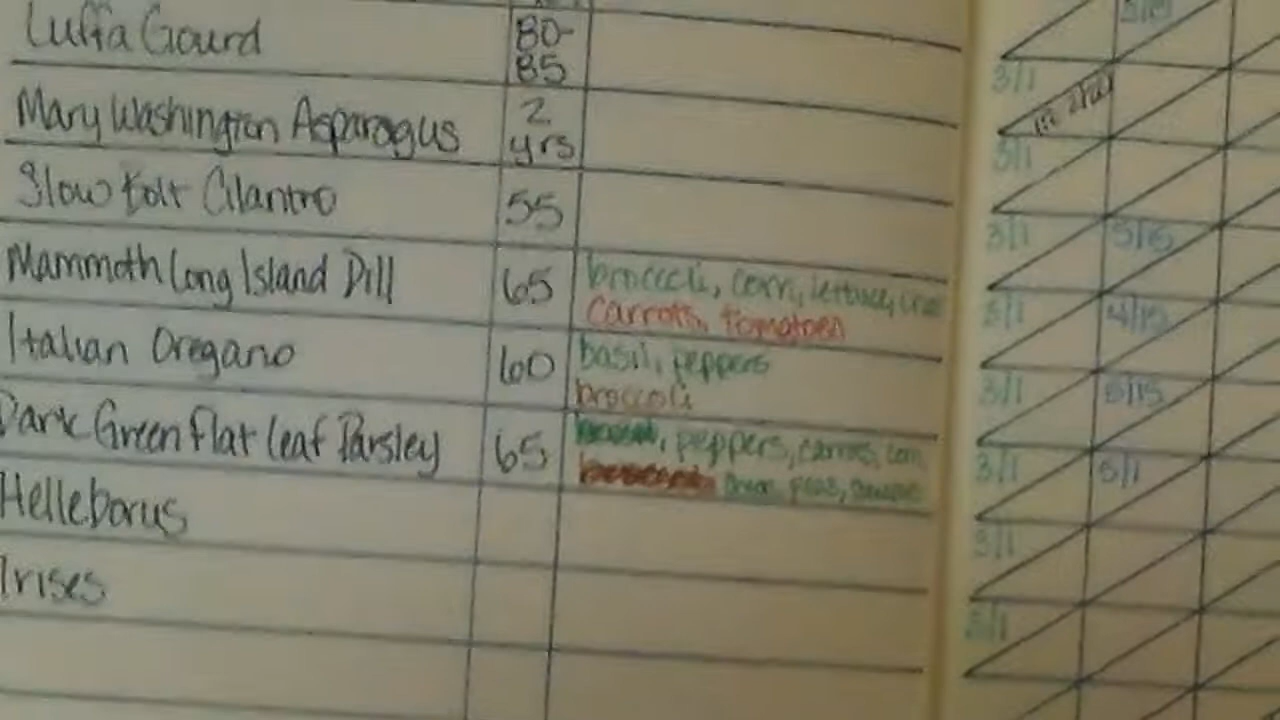 Luffa Gourd 80-
85
Mary Washington Asparagus 2
yrs
3/1
Slow Bolt Cilantro 55
3/1
Mammoth Long Island Dill 65 broccoli, corn, lettuce,
carrots, tomatoes
3/1 5/15
Italian Oregano 60 basil, peppers
broccoli
3/1 4/15
Dark Green Flat Leaf Parsley 65 peppers, carrots, corn,
onion, peas,
3/1 5/15
Helleborus
3/1 5/1
Irises
3/1
3/1